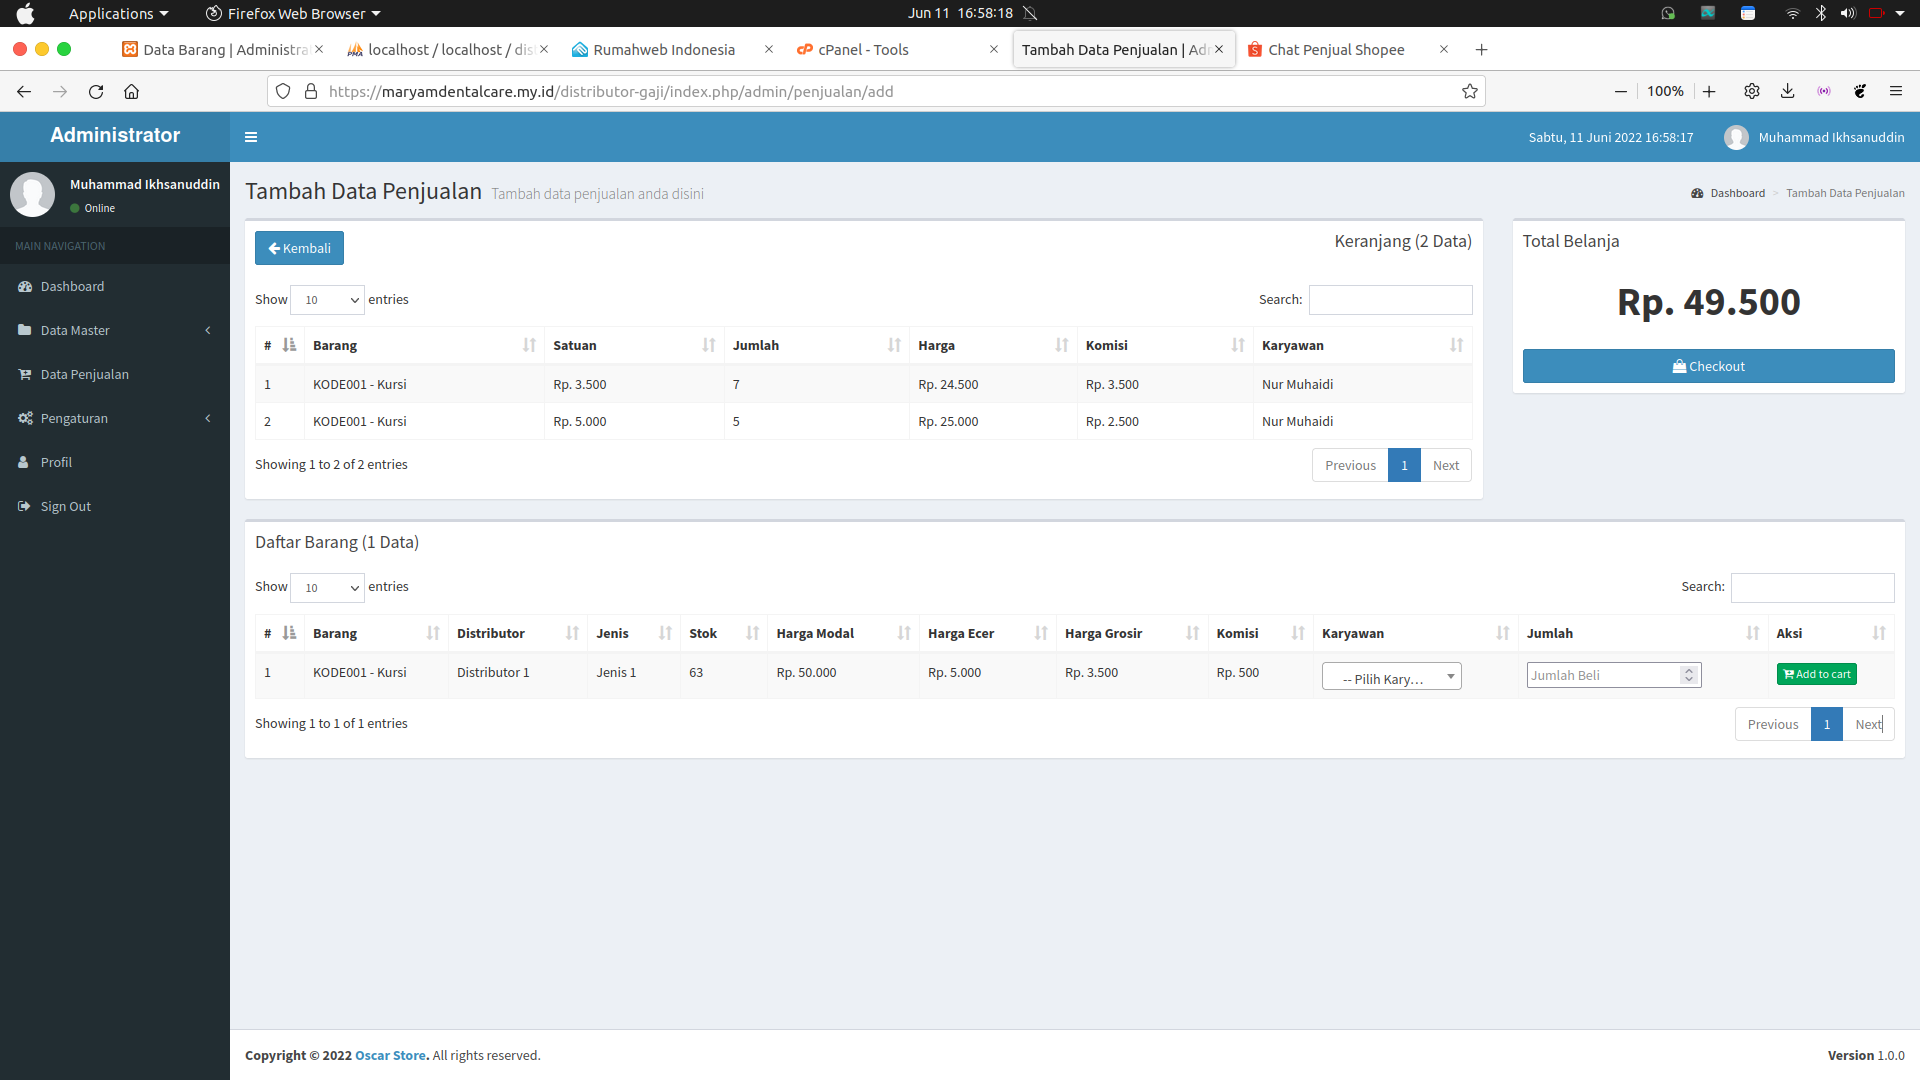 Applications Firefox Web Browser Jun 11 16:58:18
Data Barang | Administra localhost / localhost / dis Rumahweb Indonesia cPanel - Tools Tambah Data Penjualan | Adm Chat Penjual Shopee
https://maryamdentalcare.my.id/distributor-gaji/index.php/admin/penjualan/add 100%
Administrator Sabtu, 11 Juni 2022 16:58:17 Muhammad Ikhsanuddin
Muhammad Ikhsanuddin
Online
MAIN NAVIGATION
Dashboard
Data Master
Data Penjualan
Pengaturan
Profil
Sign Out
Tambah Data Penjualan Tambah data penjualan anda disini
Dashboard > Tambah Data Penjualan
Kembali Keranjang (2 Data)
Show 10 entries Search:
# Barang Satuan Jumlah Harga Komisi Karyawan
1 KODE001 - Kursi Rp. 3.500 7 Rp. 24.500 Rp. 3.500 Nur Muhaidi
2 KODE001 - Kursi Rp. 5.000 5 Rp. 25.000 Rp. 2.500 Nur Muhaidi
Showing 1 to 2 of 2 entries Previous 1 Next
Total Belanja
Rp. 49.500
Checkout
Daftar Barang (1 Data)
Show 10 entries Search:
# Barang Distributor Jenis Stok Harga Modal Harga Ecer Harga Grosir Komisi Karyawan Jumlah Aksi
1 KODE001 - Kursi Distributor 1 Jenis 1 63 Rp. 50.000 Rp. 5.000 Rp. 3.500 Rp. 500 -- Pilih Kary... Jumlah Beli Add to cart
Showing 1 to 1 of 1 entries Previous 1 Next
Copyright © 2022 Oscar Store. All rights reserved. Version 1.0.0